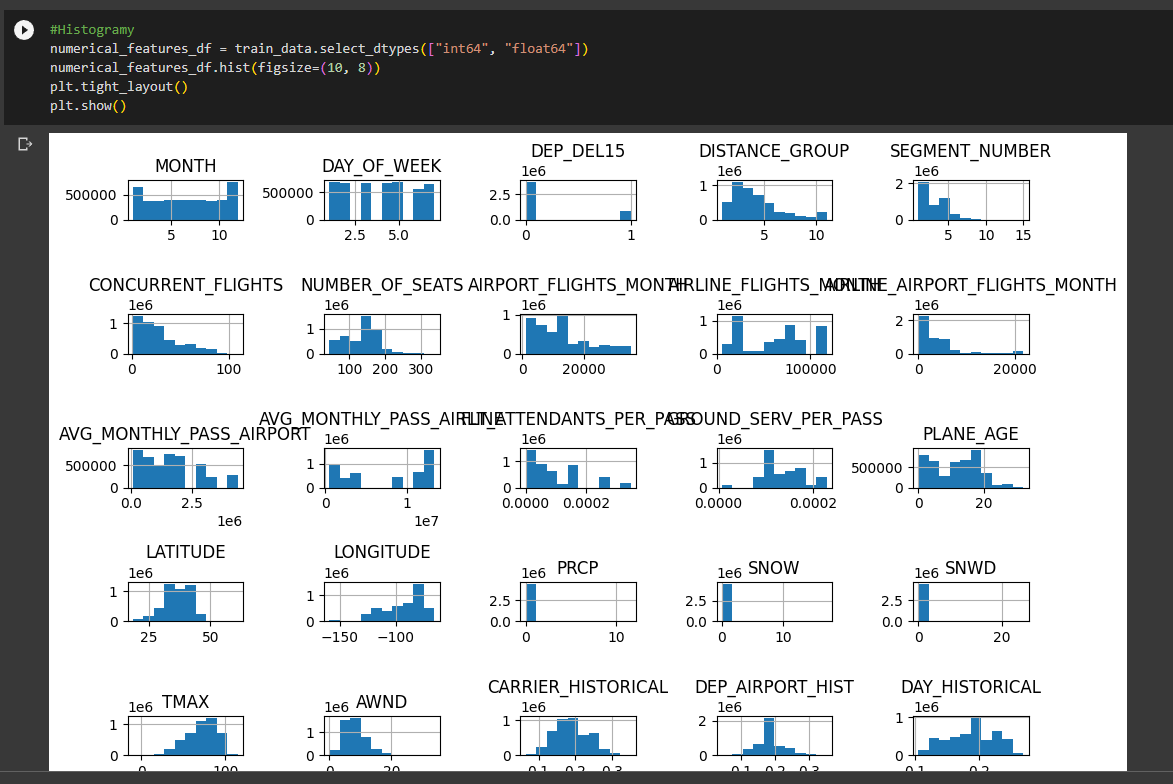 #Histogramy
numerical_features_df = train_data.select_dtypes(["int64", "float64"])
numerical_features_df.hist(figsize=(10, 8))
plt.tight_layout()
plt.show()
MONTH
500000
0
5 10
DAY_OF_WEEK
500000
0
2.5 5.0
DEP_DEL15
1e6
2.5
0.0
0 1
DISTANCE_GROUP
1e6
1
0
5 10
SEGMENT_NUMBER
1e6
2
0
5 10 15
CONCURRENT_FLIGHTS
1e6
1
0
0 100
NUMBER_OF_SEATS
1e6
1
0
100 200 300
AIRPORT_FLIGHTS_MONTH
1e6
1
0
0 20000
AIRLINE_FLIGHTS_MONTH
1e6
1
0
0 100000
AIRLINE_AIRPORT_FLIGHTS_MONTH
1e6
2
0
0 20000
AVG_MONTHLY_PASS_AIRPORT
500000
0
0.0 2.5
1e6
AVG_MONTHLY_PASS_AIRLINE
1e6
1
0
0 1
1e7
FLT_ATTENDANTS_PER_PASS
1e6
1
0
0.0000 0.0002
GROUND_SERV_PER_PASS
1e6
1
0
0.0000 0.0002
PLANE_AGE
500000
0
0 20
LATITUDE
1e6
1
0
25 50
LONGITUDE
1e6
1
0
−150 −100
PRCP
1e6
2.5
0.0
0 10
SNOW
1e6
2.5
0.0
0 10
SNWD
1e6
2.5
0.0
0 20
TMAX
1e6
1
0
0 100
AWND
1e6
1
0
0 20
CARRIER_HISTORICAL
1e6
1
0
0.1 0.2 0.3
DEP_AIRPORT_HIST
1e6
2
0
0.1 0.2 0.3
DAY_HISTORICAL
1e6
1
0
0.1 0.2